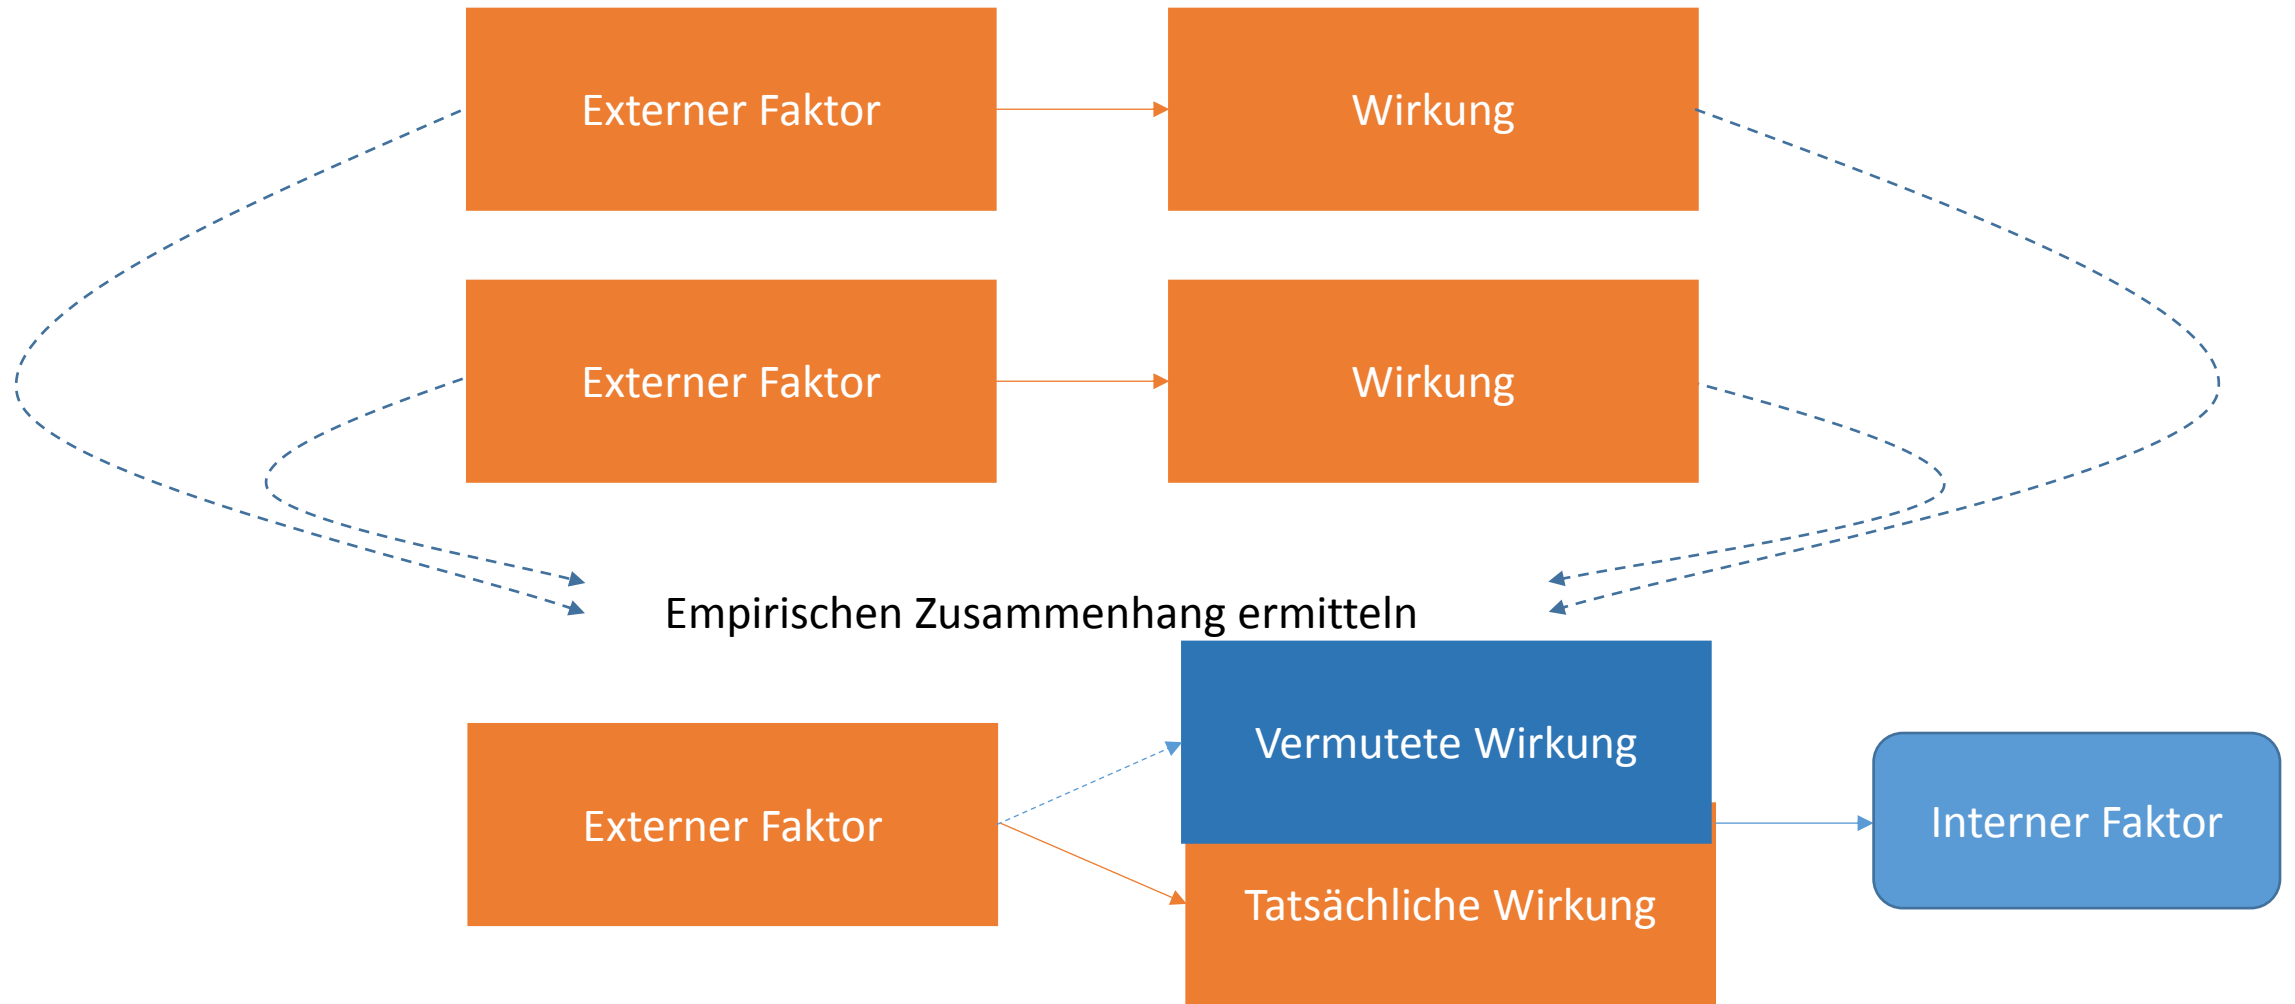 Externer Faktor
Wirkung
Externer Faktor
Wirkung
Empirischen Zusammenhang ermitteln
Vermutete Wirkung
Externer Faktor
Interner Faktor
Tatsächliche Wirkung